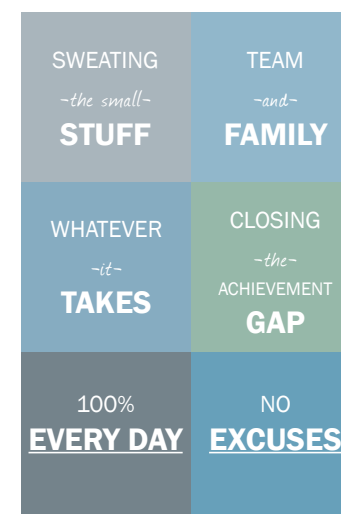 SWEATING
~the small~
STUFF
TEAM
~and~
FAMILY
WHATEVER
~it~
TAKES
CLOSING
~the~
ACHIEVEMENT
GAP
100%
EVERY DAY
NO
EXCUSES